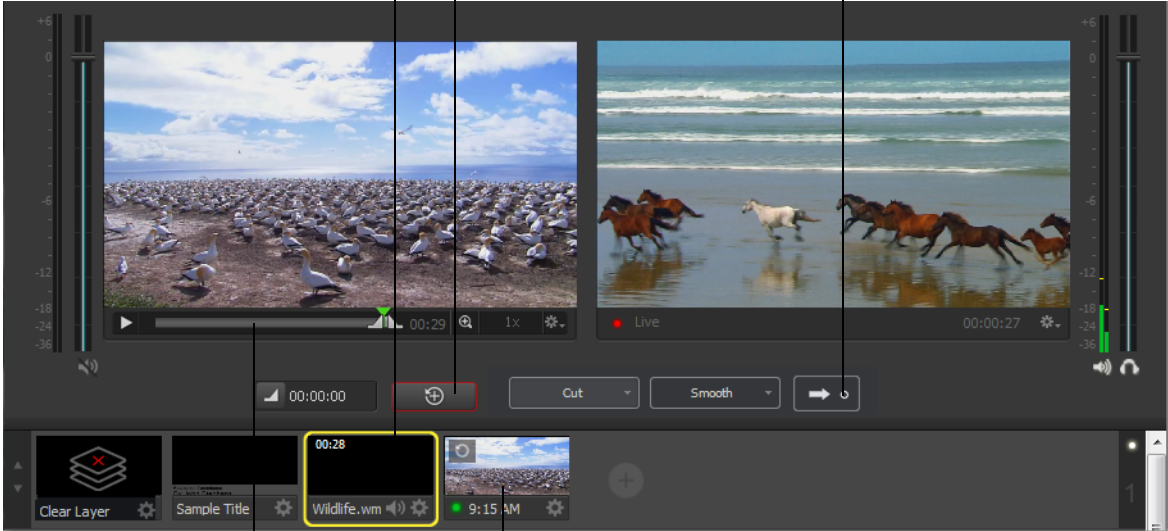 +6
0
-6
-12
-18
-24
-36
+6
0
-6
-12
-18
-24
-36
00:29
1x
Live
00:00:27
00:00:00
Cut
Smooth
00:28
Clear Layer
Sample Title
Wildlife.wm
9:15 AM
1